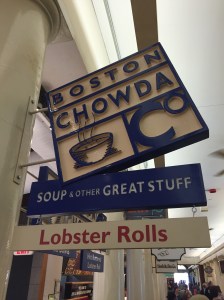 BOSTON
CHOWDA
Co
SOUP & OTHER GREAT STUFF
Lobster Rolls